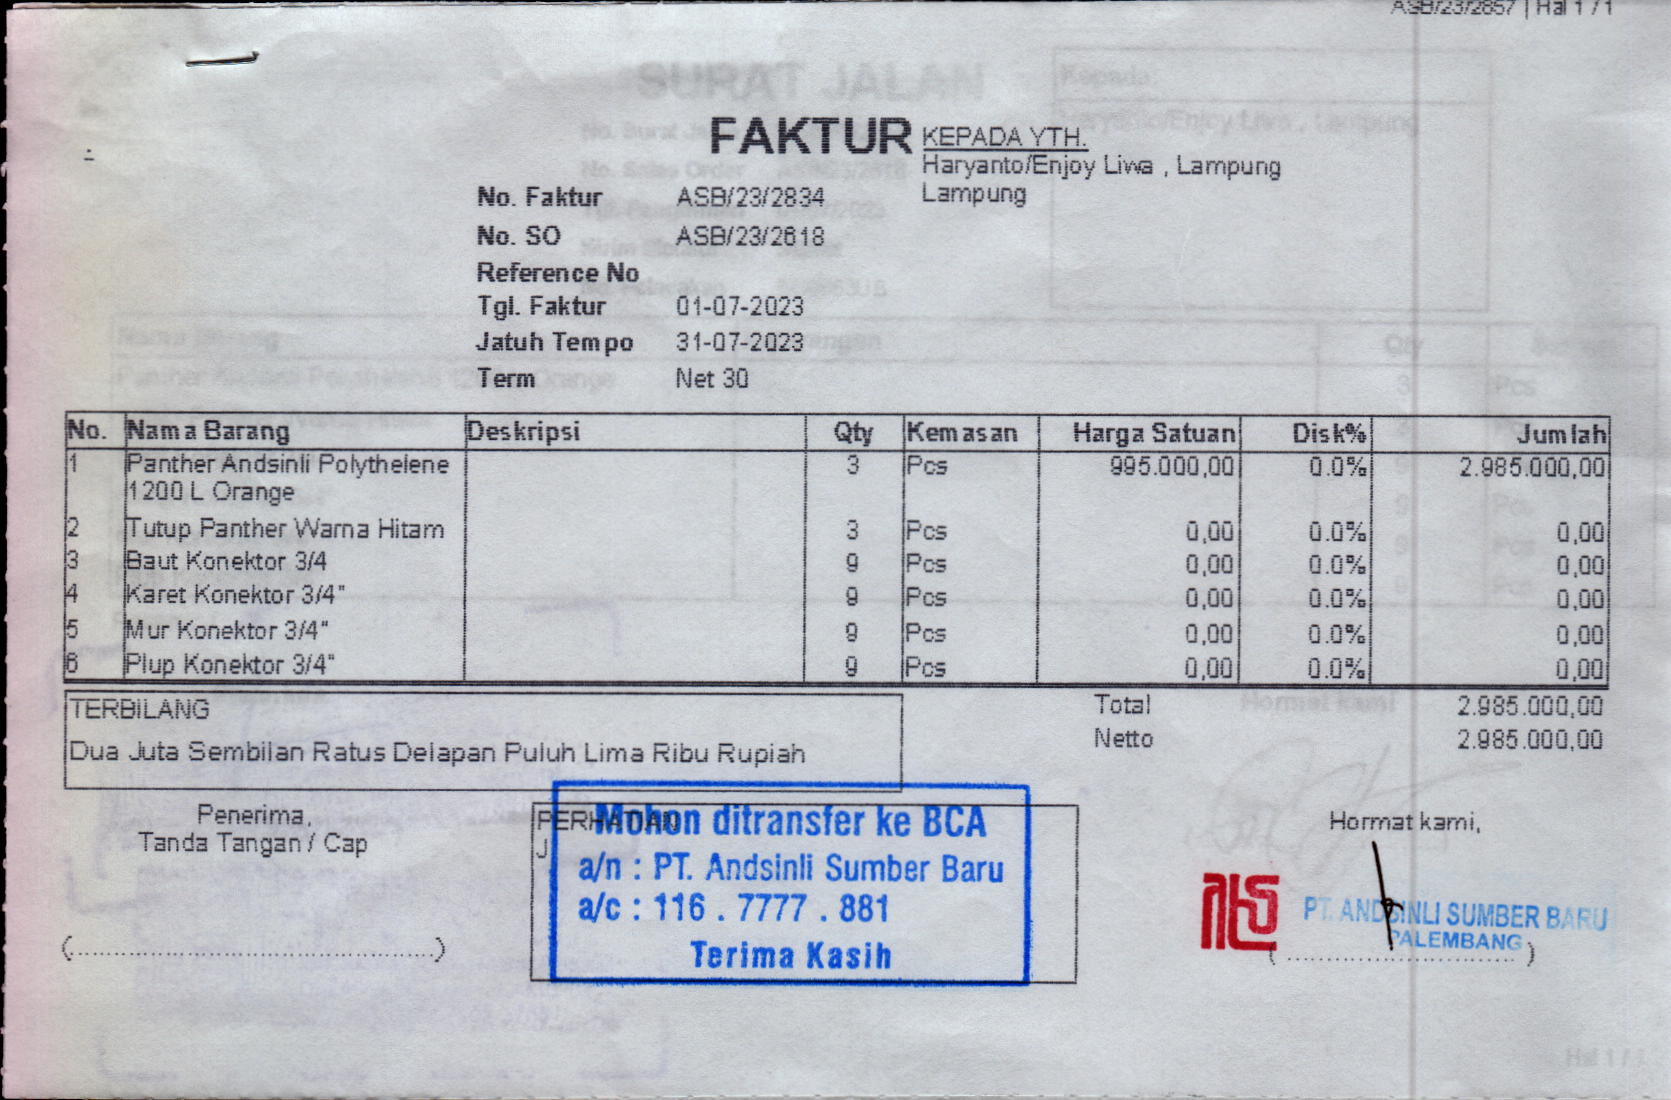 ASB/23/2857 | Hal 1 / 1
FAKTUR
KEPADA YTH.
Haryanto/Enjoy Liwa , Lampung
Lampung
No. Faktur ASB/23/2834
No. SO ASB/23/2618
Reference No
Tgl. Faktur 01-07-2023
Jatuh Tempo 31-07-2023
Term Net 30
No. Nama Barang Deskripsi Qty Kemasan Harga Satuan Disk% Jumlah
1 Panther Andsinli Polythelene 3 Pcs 995.000,00 0.0% 2.985.000,00
1200 L Orange
2 Tutup Panther Warna Hitam 3 Pcs 0,00 0.0% 0,00
3 Baut Konektor 3/4 9 Pcs 0,00 0.0% 0,00
4 Karet Konektor 3/4" 9 Pcs 0,00 0.0% 0,00
5 Mur Konektor 3/4" 9 Pcs 0,00 0.0% 0,00
6 Plup Konektor 3/4" 9 Pcs 0,00 0.0% 0,00
TERBILANG
Dua Juta Sembilan Ratus Delapan Puluh Lima Ribu Rupiah
Total 2.985.000,00
Netto 2.985.000,00
Penerima,
Tanda Tangan / Cap
(....................................................)
PERHATIAN
J
Mohon ditransfer ke BCA
a/n : PT. Andsinli Sumber Baru
a/c : 116 . 7777 . 881
Terima Kasih
Hormat kami,
PT. ANDSINLI SUMBER BARU
PALEMBANG
( ................................ )